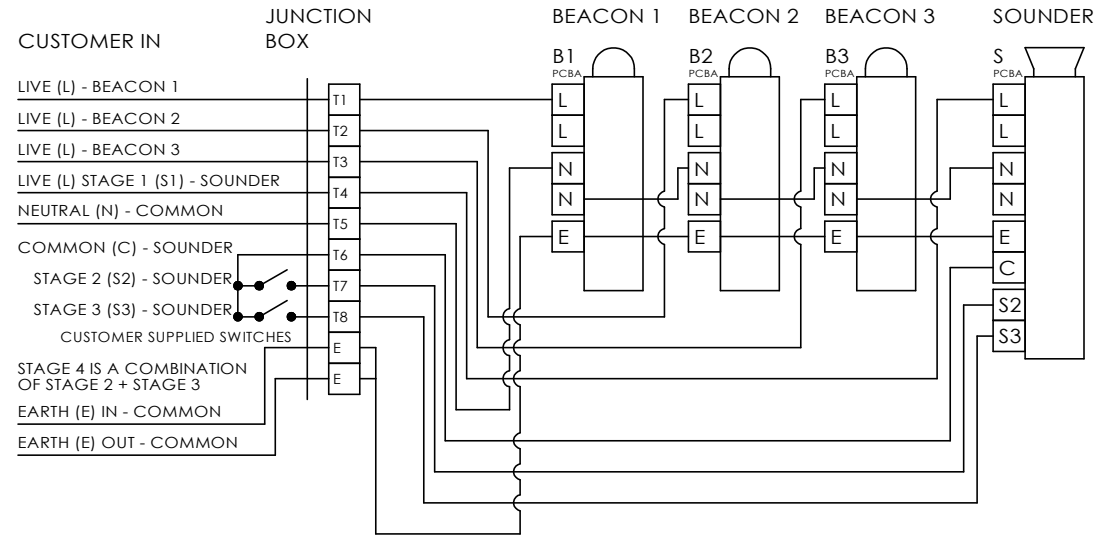 CUSTOMER IN
JUNCTION
BOX
BEACON 1
BEACON 2
BEACON 3
SOUNDER
B1
PCBA
B2
PCBA
B3
PCBA
S
PCBA
LIVE (L) - BEACON 1
LIVE (L) - BEACON 2
LIVE (L) - BEACON 3
LIVE (L) STAGE 1 (S1) - SOUNDER
NEUTRAL (N) - COMMON
COMMON (C) - SOUNDER
STAGE 2 (S2) - SOUNDER
STAGE 3 (S3) - SOUNDER
CUSTOMER SUPPLIED SWITCHES
STAGE 4 IS A COMBINATION
OF STAGE 2 + STAGE 3
EARTH (E) IN - COMMON
EARTH (E) OUT - COMMON
T1
T2
T3
T4
T5
T6
T7
T8
E
E
L
L
N
N
E
L
L
N
N
E
L
L
N
N
E
L
L
N
N
E
C
S2
S3